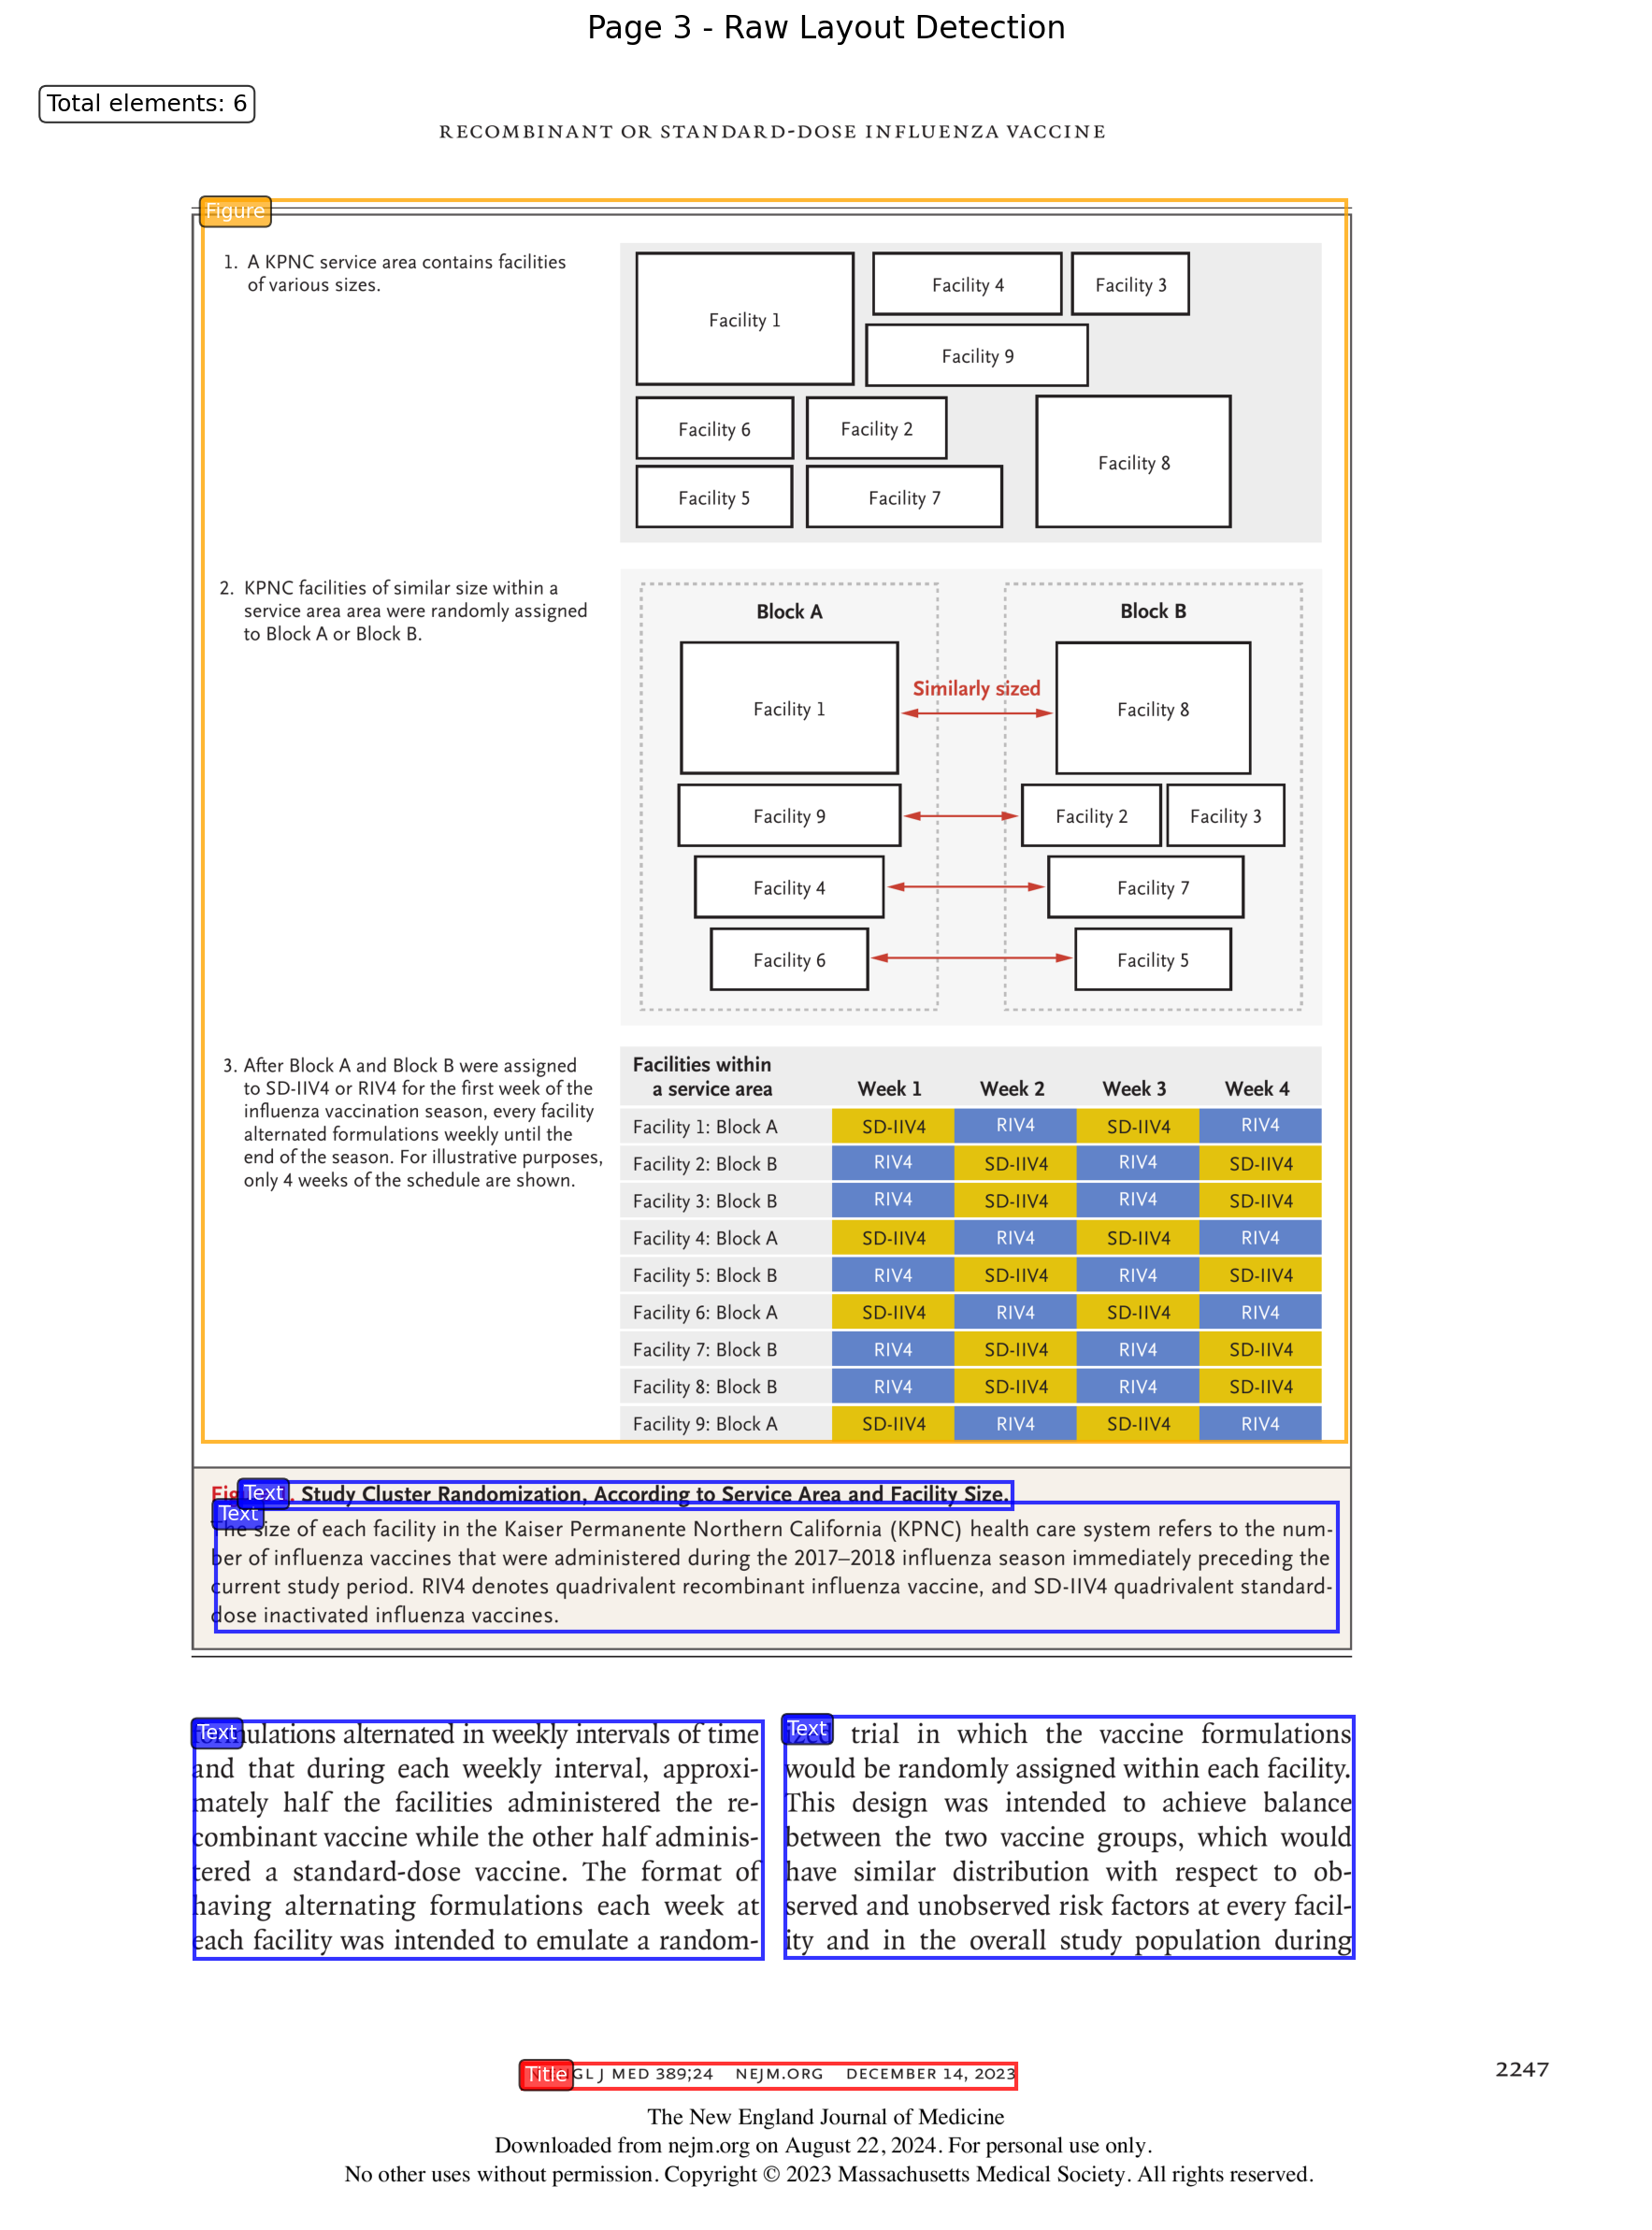 Page 3 - Raw Layout Detection
Total elements: 6
RECOMBINANT OR STANDARD-DOSE INFLUENZA VACCINE
Figure
1. A KPNC service area contains facilities
of various sizes.
Facility 1
Facility 4
Facility 3
Facility 9
Facility 6
Facility 2
Facility 8
Facility 5
Facility 7
2. KPNC facilities of similar size within a
service area area were randomly assigned
to Block A or Block B.
Block A
Block B
Similarly sized
Facility 1
Facility 8
Facility 9
Facility 2
Facility 3
Facility 4
Facility 7
Facility 6
Facility 5
3. After Block A and Block B were assigned
to SD-IIV4 or RIV4 for the first week of the
influenza vaccination season, every facility
alternated formulations weekly until the
end of the season. For illustrative purposes,
only 4 weeks of the schedule are shown.
Facilities within
a service area Week 1 Week 2 Week 3 Week 4
Facility 1: Block A SD-IIV4 RIV4 SD-IIV4 RIV4
Facility 2: Block B RIV4 SD-IIV4 RIV4 SD-IIV4
Facility 3: Block B RIV4 SD-IIV4 RIV4 SD-IIV4
Facility 4: Block A SD-IIV4 RIV4 SD-IIV4 RIV4
Facility 5: Block B RIV4 SD-IIV4 RIV4 SD-IIV4
Facility 6: Block A SD-IIV4 RIV4 SD-IIV4 RIV4
Facility 7: Block B RIV4 SD-IIV4 RIV4 SD-IIV4
Facility 8: Block B RIV4 SD-IIV4 RIV4 SD-IIV4
Facility 9: Block A SD-IIV4 RIV4 SD-IIV4 RIV4
Text
Study Cluster Randomization, According to Service Area and Facility Size.
Text
The size of each facility in the Kaiser Permanente Northern California (KPNC) health care system refers to the num-
ber of influenza vaccines that were administered during the 2017–2018 influenza season immediately preceding the
current study period. RIV4 denotes quadrivalent recombinant influenza vaccine, and SD-IIV4 quadrivalent standard-
dose inactivated influenza vaccines.
Text
formulations alternated in weekly intervals of time
and that during each weekly interval, approxi-
mately half the facilities administered the re-
combinant vaccine while the other half adminis-
tered a standard-dose vaccine. The format of
having alternating formulations each week at
each facility was intended to emulate a random-
Text
ized trial in which the vaccine formulations
would be randomly assigned within each facility.
This design was intended to achieve balance
between the two vaccine groups, which would
have similar distribution with respect to ob-
served and unobserved risk factors at every facil-
ity and in the overall study population during
Title
J MED 389;24 NEJM.ORG DECEMBER 14, 2023
2247
The New England Journal of Medicine
Downloaded from nejm.org on August 22, 2024. For personal use only.
No other uses without permission. Copyright © 2023 Massachusetts Medical Society. All rights reserved.